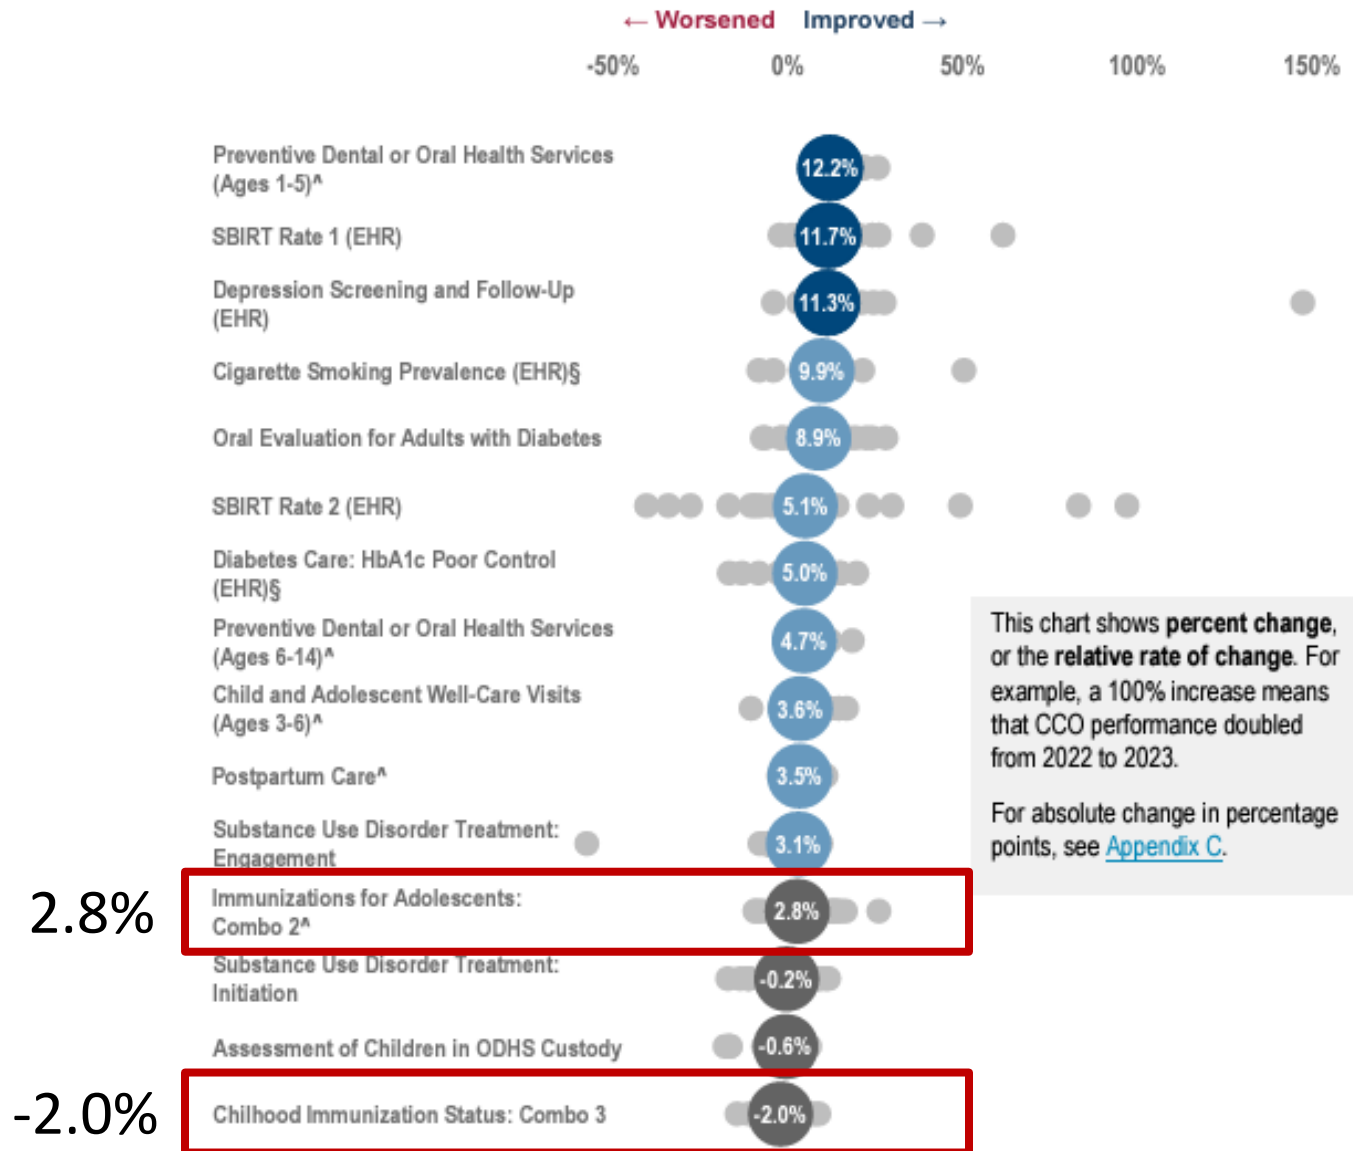 ← Worsened Improved →
-50% 0% 50% 100% 150%
Preventive Dental or Oral Health Services
(Ages 1-5)^
12.2%
SBIRT Rate 1 (EHR)
11.7%
Depression Screening and Follow-Up
(EHR)
11.3%
Cigarette Smoking Prevalence (EHR)§
9.9%
Oral Evaluation for Adults with Diabetes
8.9%
SBIRT Rate 2 (EHR)
5.1%
Diabetes Care: HbA1c Poor Control
(EHR)§
5.0%
Preventive Dental or Oral Health Services
(Ages 6-14)^
4.7%
Child and Adolescent Well-Care Visits
(Ages 3-6)^
3.6%
Postpartum Care^
3.5%
Substance Use Disorder Treatment:
Engagement
3.1%
2.8%
Immunizations for Adolescents:
Combo 2^
2.8%
Substance Use Disorder Treatment:
Initiation
-0.2%
Assessment of Children in ODHS Custody
-0.6%
-2.0%
Chilhood Immunization Status: Combo 3
-2.0%
This chart shows percent change,
or the relative rate of change. For
example, a 100% increase means
that CCO performance doubled
from 2022 to 2023.
For absolute change in percentage
points, see Appendix C.